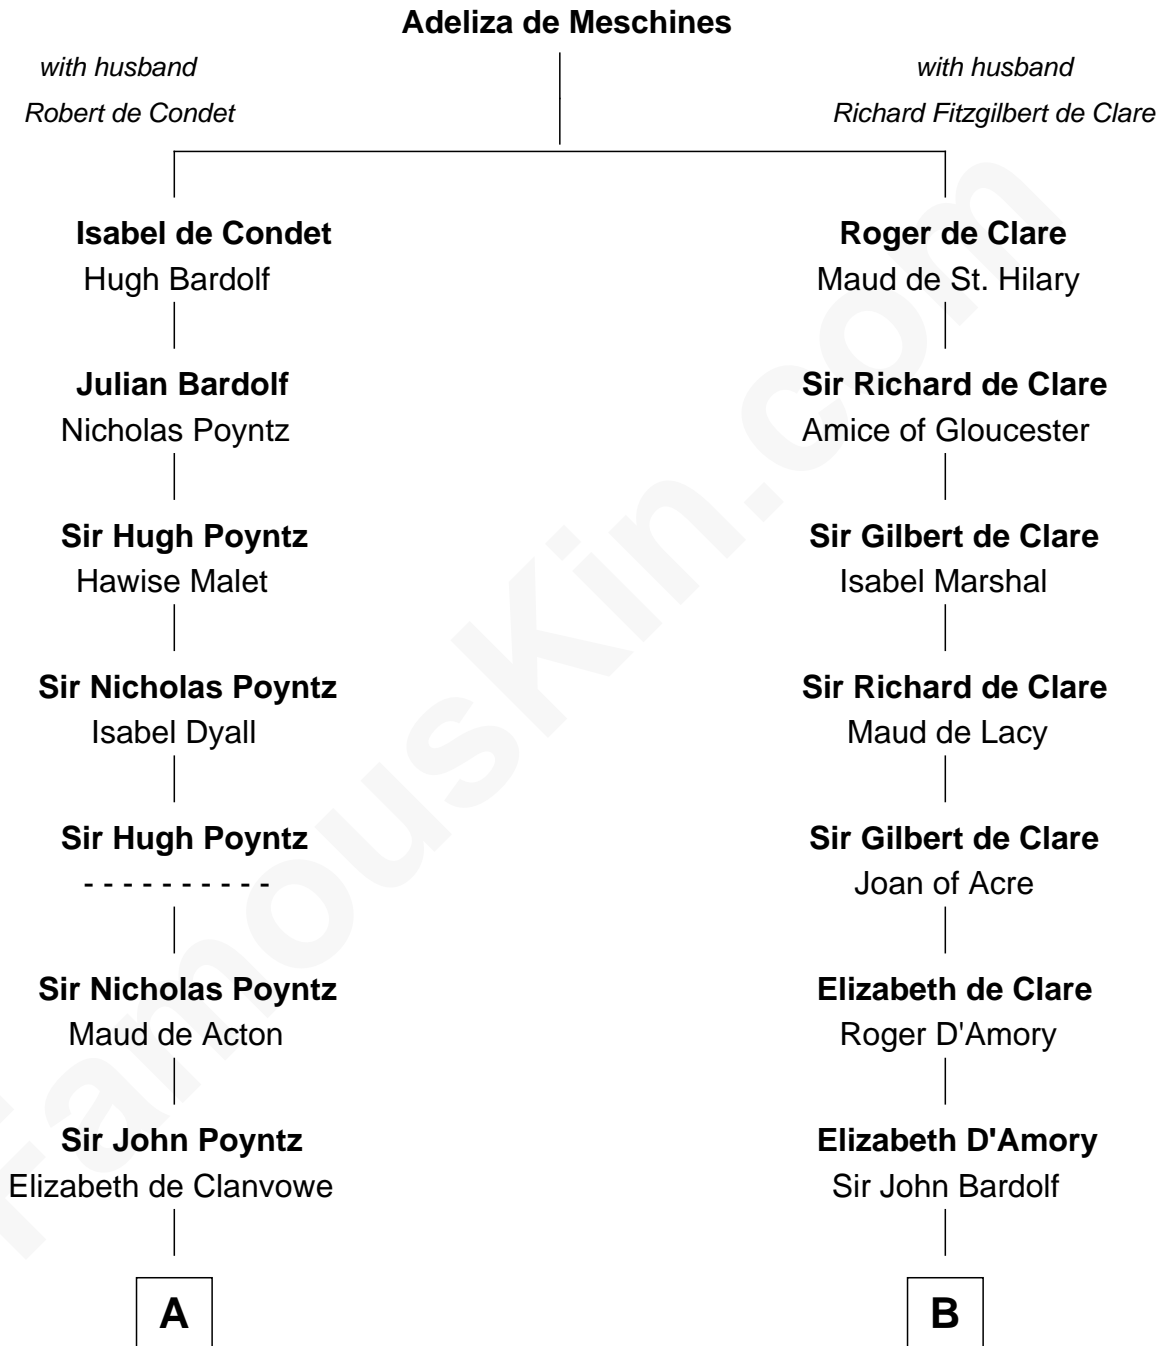 Adeliza de Meschines
with husband
Robert de Condet
with husband
Richard Fitzgilbert de Clare
Isabel de Condet
Hugh Bardolf
Roger de Clare
Maud de St. Hilary
Julian Bardolf
Nicholas Poyntz
Sir Richard de Clare
Amice of Gloucester
Sir Hugh Poyntz
Hawise Malet
Sir Gilbert de Clare
Isabel Marshal
Sir Nicholas Poyntz
Isabel Dyall
Sir Richard de Clare
Maud de Lacy
Sir Hugh Poyntz
- - - - - - - - - -
Sir Gilbert de Clare
Joan of Acre
Sir Nicholas Poyntz
Maud de Acton
Elizabeth de Clare
Roger D'Amory
Sir John Poyntz
Elizabeth de Clanvowe
Elizabeth D'Amory
Sir John Bardolf
A
B
FamousKin.com